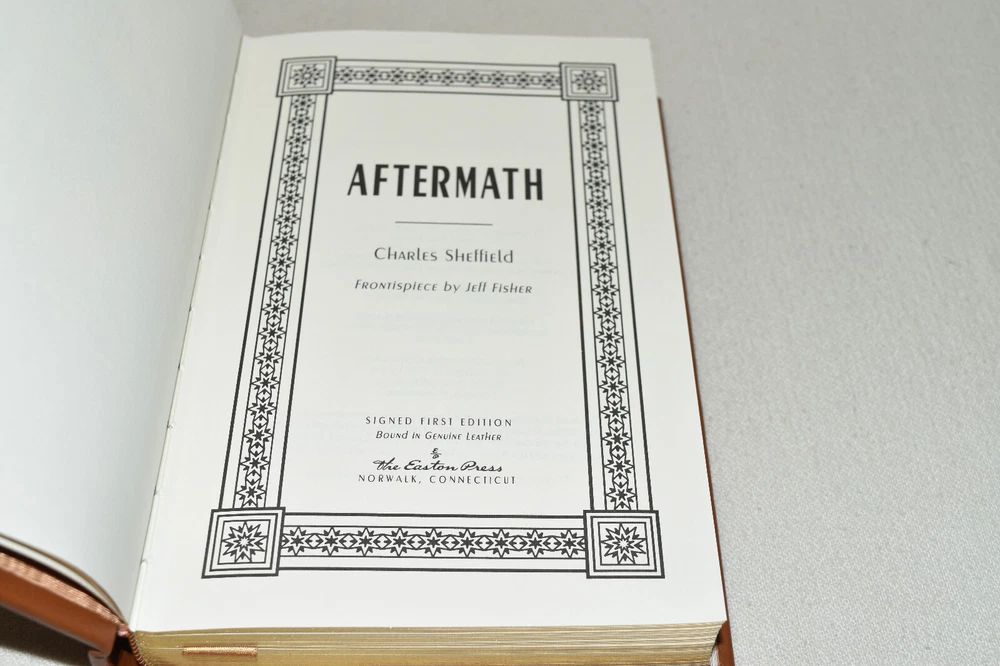 AFTERMATH
Charles Sheffield
Frontispiece by Jeff Fisher
SIGNED FIRST EDITION
Bound in Genuine Leather
The Easton Press
NORWALK, CONNECTICUT